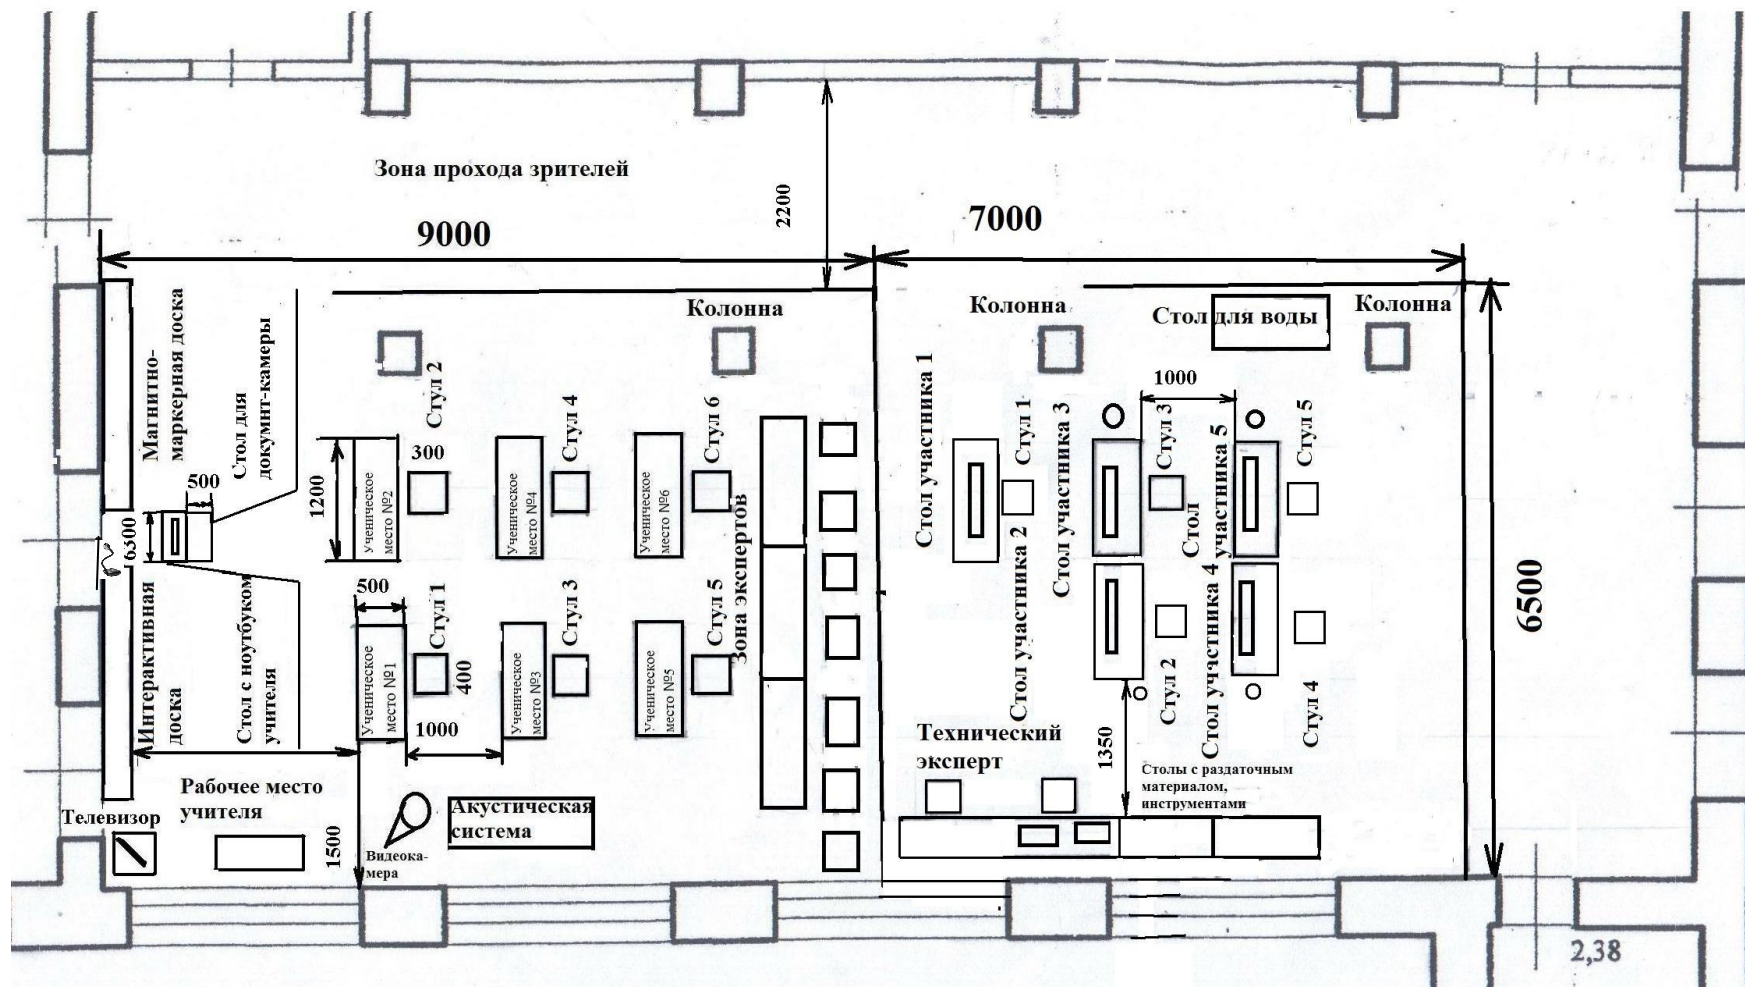 Зона прохода зрителей
2200
9000
7000
Магнитно-
маркерная доска
Стол для
докумнт-камеры
500
6300
Интерактивная
доска
Стол с ноутбуком
учителя
Телевизор
Рабочее место
учителя
1500
Видеока-
мера
Акустическая
система
Колонна
Стул 2
300
1200
Ученическое
место №2
Стул 4
Ученическое
место №4
Стул 6
Ученическое
место №6
500
Стул 1
400
Ученическое
место №1
1000
Стул 3
Ученическое
место №3
Стул 5
Ученическое
место №5
Зона экспертов
Колонна
Стол для воды
Колонна
Стол участника 1
Стул 1
Стол участника 3
1000
Стул 3
Стол
участника 5
Стул 5
Стол участника 2
Стул 2
Стол участника 4
Стул 4
Технический
эксперт
1350
Столы с раздаточным
материалом,
инструментами
6500
2,38